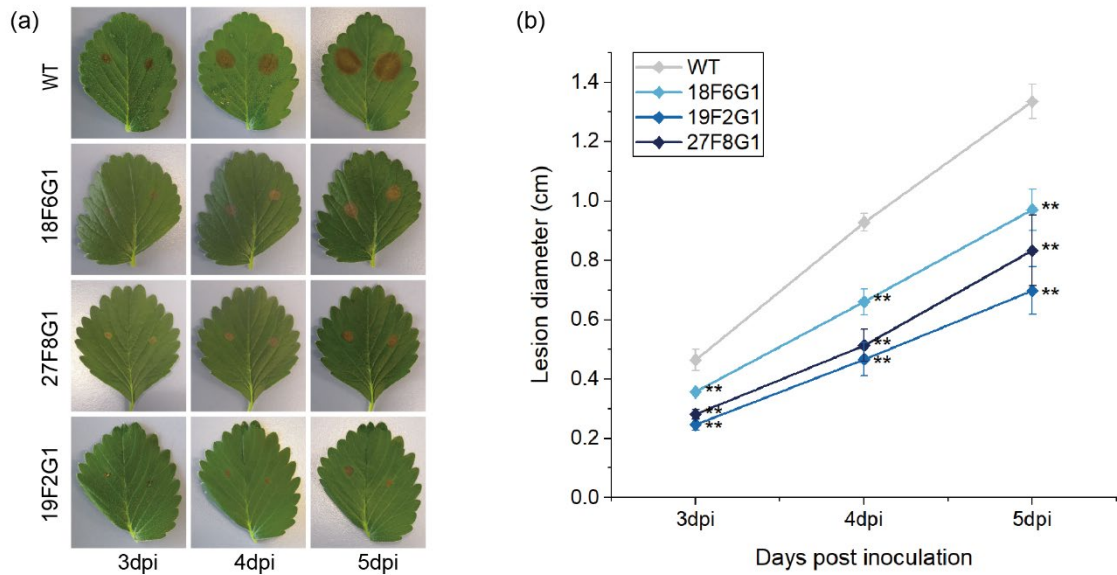 (a)
WT
18F6G1
27F8G1
19F2G1
3dpi 4dpi 5dpi
(b)
WT
18F6G1
19F2G1
27F8G1
Lesion diameter (cm)
1.4
1.2
1.0
0.8
0.6
0.4
0.2
0.0
**
**
**
**
**
**
**
**
**
3dpi 4dpi 5dpi
Days post inoculation